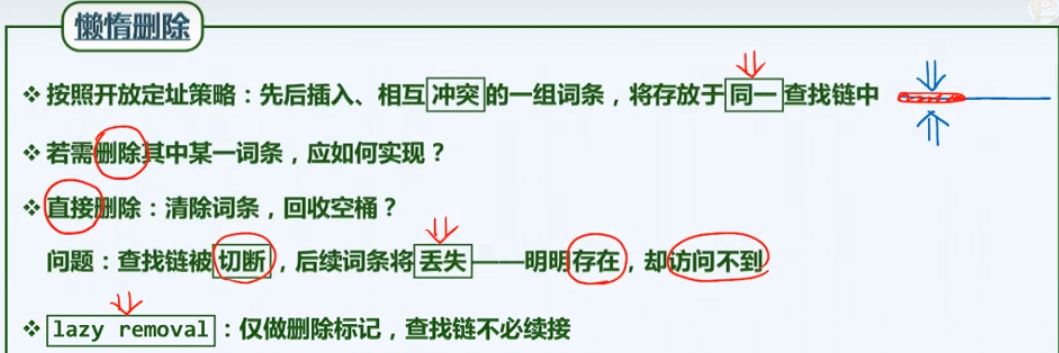 懒惰删除
❖ 按照开放定址策略：先后插入、相互冲突的一组词条，将存放于同一查找链中
❖ 若需删除其中某一词条，应如何实现？
❖ 直接删除：清除词条，回收空桶？
问题：查找链被切断，后续词条将丢失——明明存在，却访问不到
❖ lazy removal：仅做删除标记，查找链不必续接